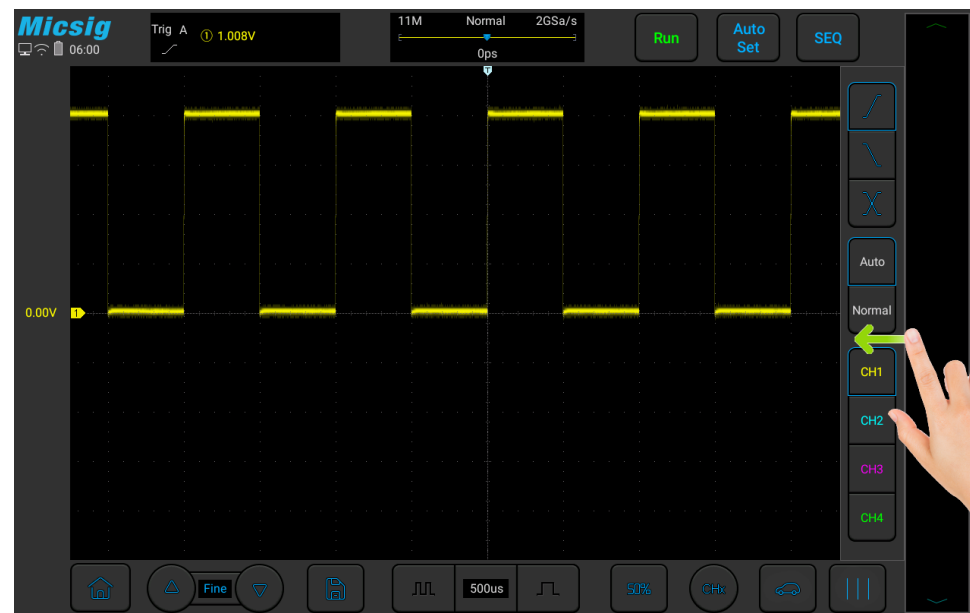 Micsig
06:00
Trig A ① 1.008V
11M Normal 2GSa/s
0ps
T
Run
Auto
Set
SEQ
Auto
Normal
0.00V 1
CH1
CH2
CH3
CH4
Fine
500us
50%
CHx